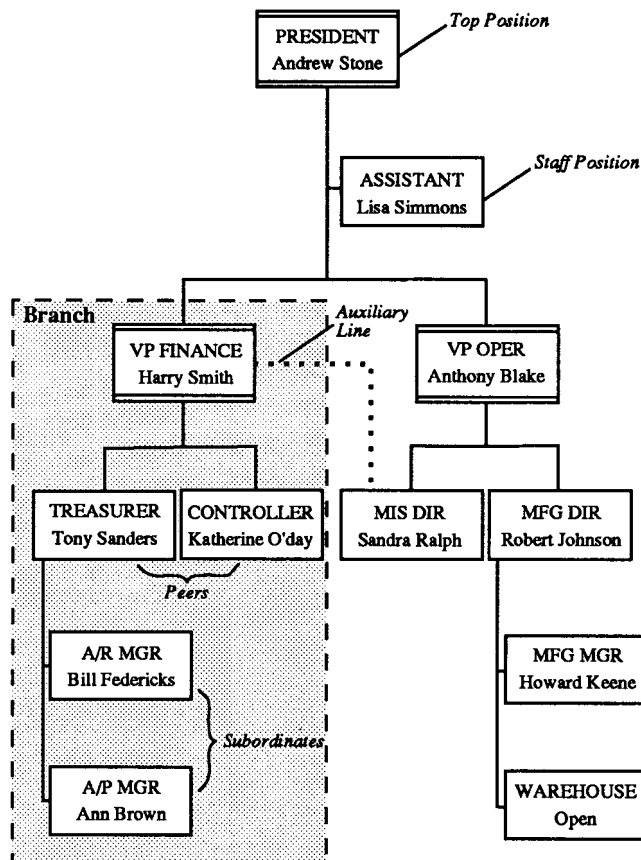 PRESIDENT
Andrew Stone
Top Position
ASSISTANT
Lisa Simmons
Staff Position
Branch
Auxiliary
Line
VP FINANCE
Harry Smith
VP OPER
Anthony Blake
TREASURER
Tony Sanders
CONTROLLER
Katherine O'day
MIS DIR
Sandra Ralph
MFG DIR
Robert Johnson
Peers
A/R MGR
Bill Federicks
MFG MGR
Howard Keene
Subordinates
A/P MGR
Ann Brown
WAREHOUSE
Open